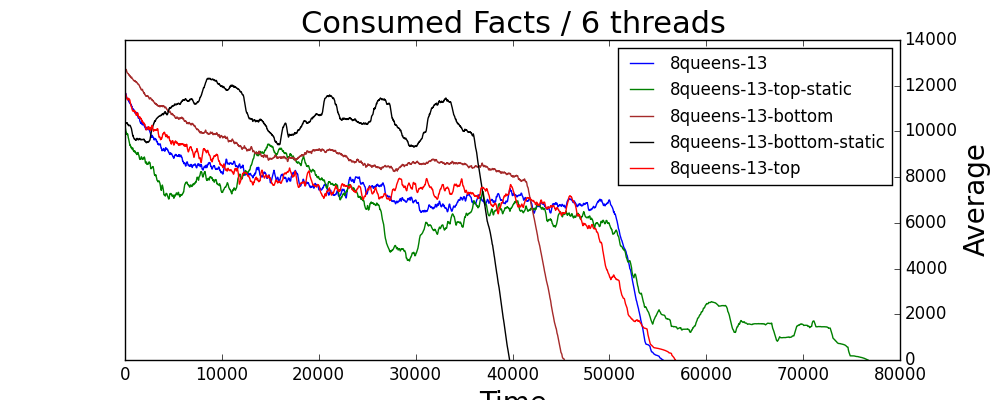 Consumed Facts / 6 threads
8queens-13
8queens-13-top-static
8queens-13-bottom
8queens-13-bottom-static
8queens-13-top
14000
12000
10000
8000
6000
4000
2000
0
Average
0 10000 20000 30000 40000 50000 60000 70000 80000
Time